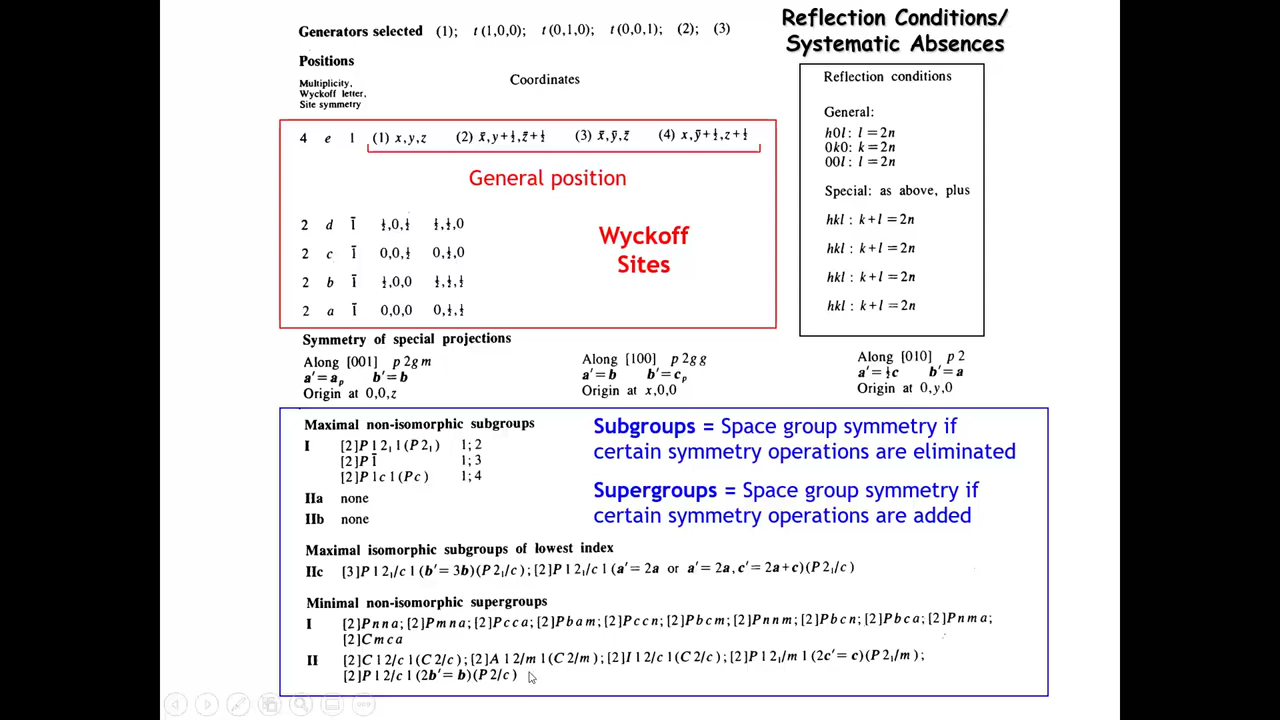 Reflection Conditions/
Systematic Absences
Generators selected (1); t(1,0,0); t(0,1,0); t(0,0,1); (2); (3)
Positions
Multiplicity,
Wyckoff letter,
Site symmetry
Coordinates
Reflection conditions
General:
4 e 1 (1) x,y,z (2) x̄,y+½,z̄+½ (3) x̄,ȳ,z̄ (4) x,ȳ+½,z+½
h0l: l=2n
0k0: k=2n
00l: l=2n
General position
Special: as above, plus
2 d 1̄ ½,0,½ ½,½,0
hkl: k+l=2n
Wyckoff
Sites
2 c 1̄ 0,0,½ 0,½,0
hkl: k+l=2n
2 b 1̄ ½,0,0 ½,½,½
hkl: k+l=2n
2 a 1̄ 0,0,0 0,½,½
hkl: k+l=2n
Symmetry of special projections
Along [001] p2gm
a′=aₚ b′=b
Origin at 0,0,z
Along [100] p2gg
a′=b b′=cₚ
Origin at x,0,0
Along [010] p2
a′=½c b′=a
Origin at 0,y,0
Maximal non-isomorphic subgroups
I [2]P12₁1(P2₁) 1; 2
[2]P1̄ 1; 3
[2]P1c1(Pc) 1; 4
IIa none
IIb none
Subgroups = Space group symmetry if
certain symmetry operations are eliminated
Supergroups = Space group symmetry if
certain symmetry operations are added
Maximal isomorphic subgroups of lowest index
IIc [3]P12₁/c1(b′=3b)(P2₁/c); [2]P12₁/c1(a′=2a or a′=2a,c′=2a+c)(P2₁/c)
Minimal non-isomorphic supergroups
I [2]Pnna; [2]Pmna; [2]Pcca; [2]Pbam; [2]Pccn; [2]Pbcm; [2]Pnnm; [2]Pbcn; [2]Pbca; [2]Pnma;
[2]Cmca
II [2]C12/c1(C2/c); [2]A12/m1(C2/m); [2]I12/c1(C2/c); [2]P12₁/m1(2c′=c)(P2₁/m);
[2]P12/c1(2b′=b)(P2/c)